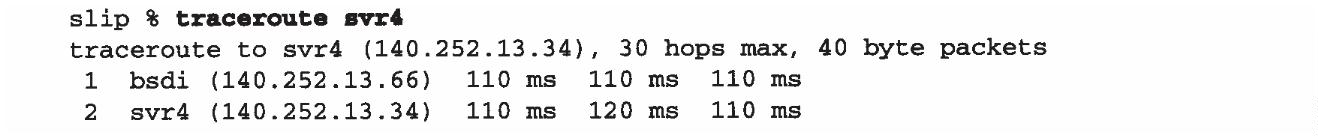 slip % traceroute svr4
traceroute to svr4 (140.252.13.34), 30 hops max, 40 byte packets
1 bsdi (140.252.13.66) 110 ms 110 ms 110 ms
2 svr4 (140.252.13.34) 110 ms 120 ms 110 ms